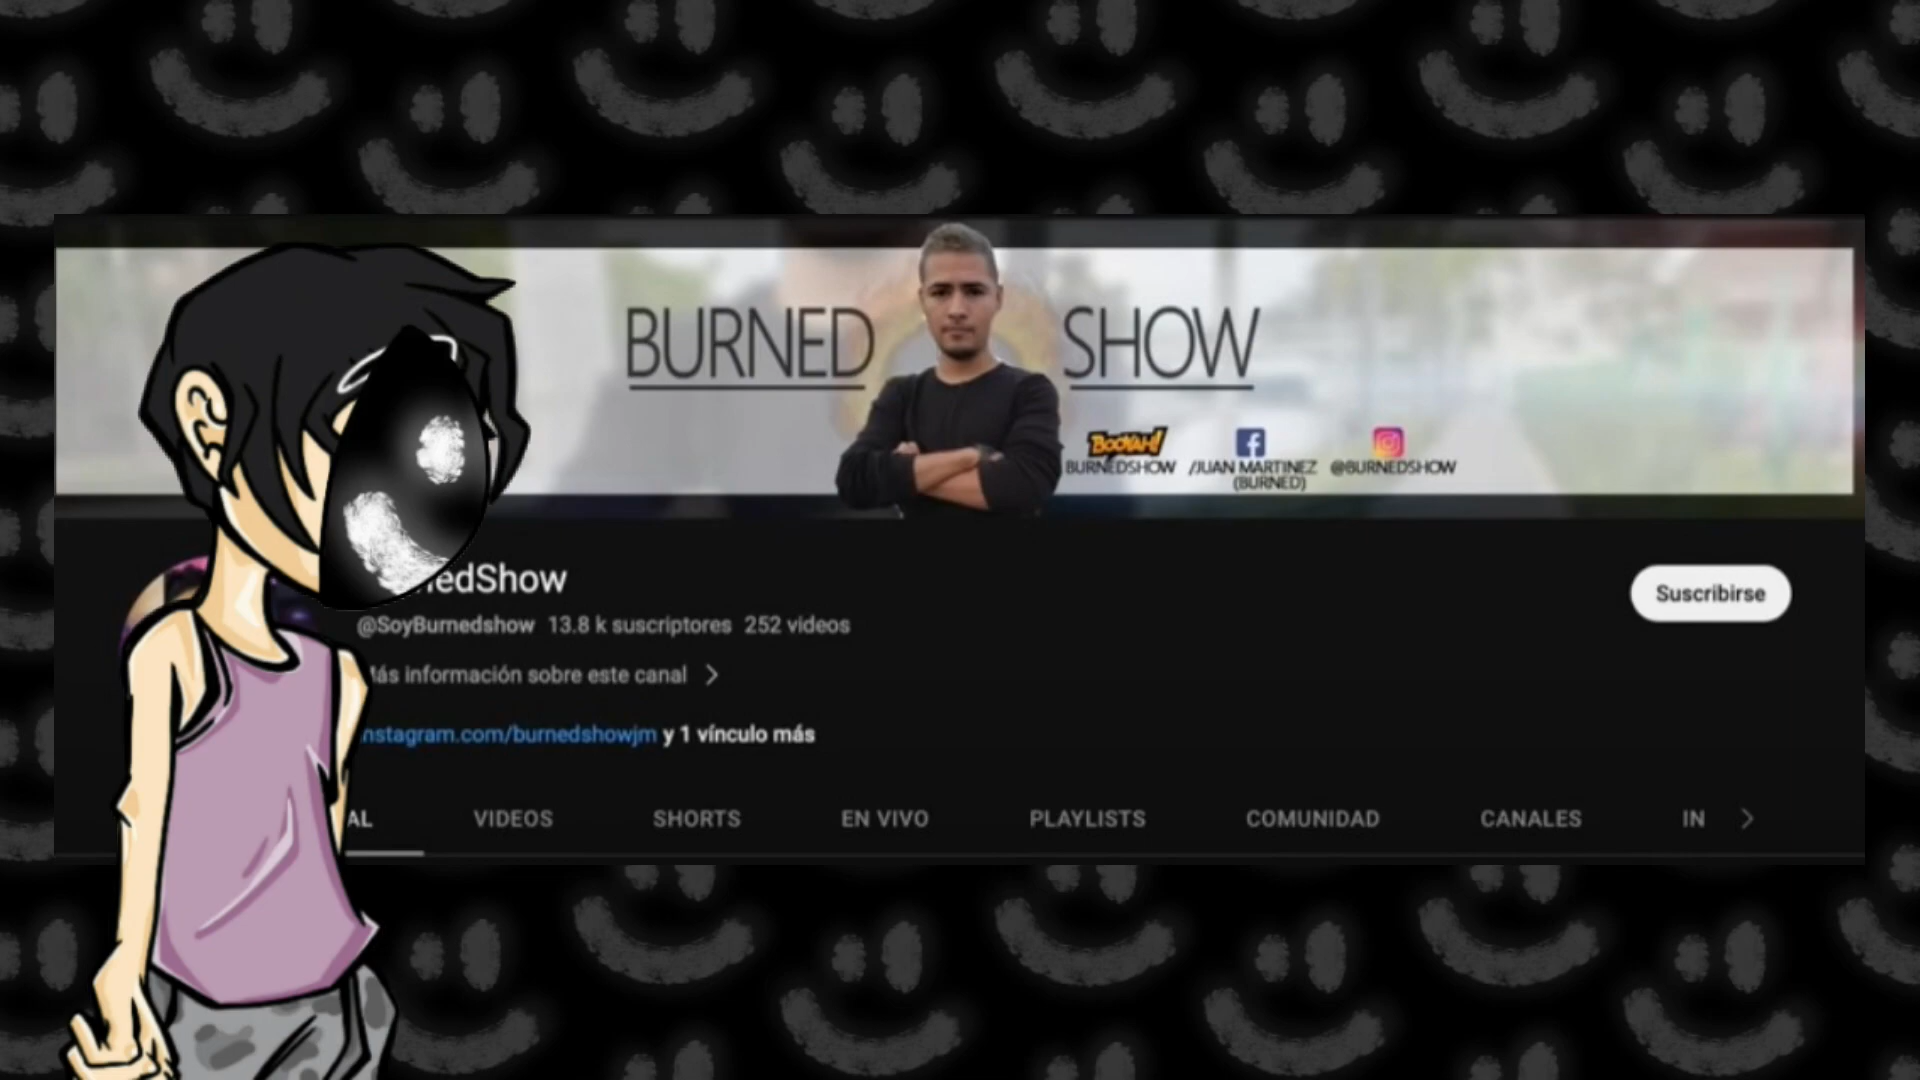 BURNED SHOW
BOOYAH!
BURNEDSHOW /JUAN MARTINEZ @BURNEDSHOW
(BURNED)
nedShow
Suscribirse
@SoyBurnedshow 13.8 k suscriptores 252 videos
ás información sobre este canal
nstagram.com/burnedshowjm y 1 vínculo más
AL VIDEOS SHORTS EN VIVO PLAYLISTS COMUNIDAD CANALES IN